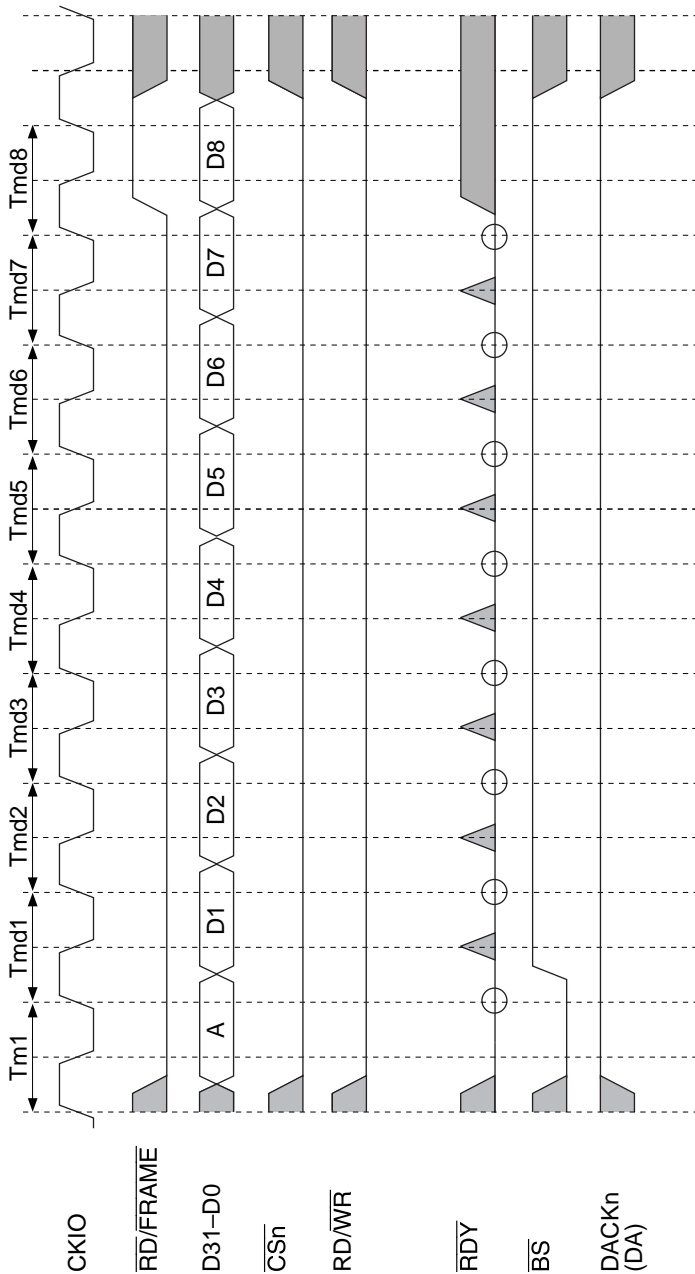 Tm1 Tmd1 Tmd2 Tmd3 Tmd4 Tmd5 Tmd6 Tmd7 Tmd8
CKIO
RD/FRAME
D31–D0 A D1 D2 D3 D4 D5 D6 D7 D8
CSn
RD/WR
RDY
BS
DACKn
(DA)